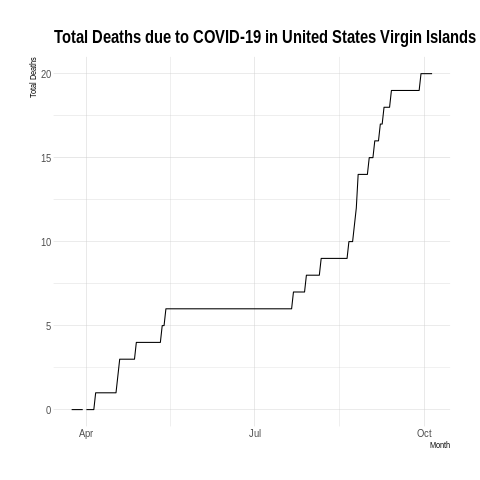 Total Deaths due to COVID-19 in United States Virgin Islands
Total Deaths
20
15
10
5
0
Apr
Jul
Oct
Month